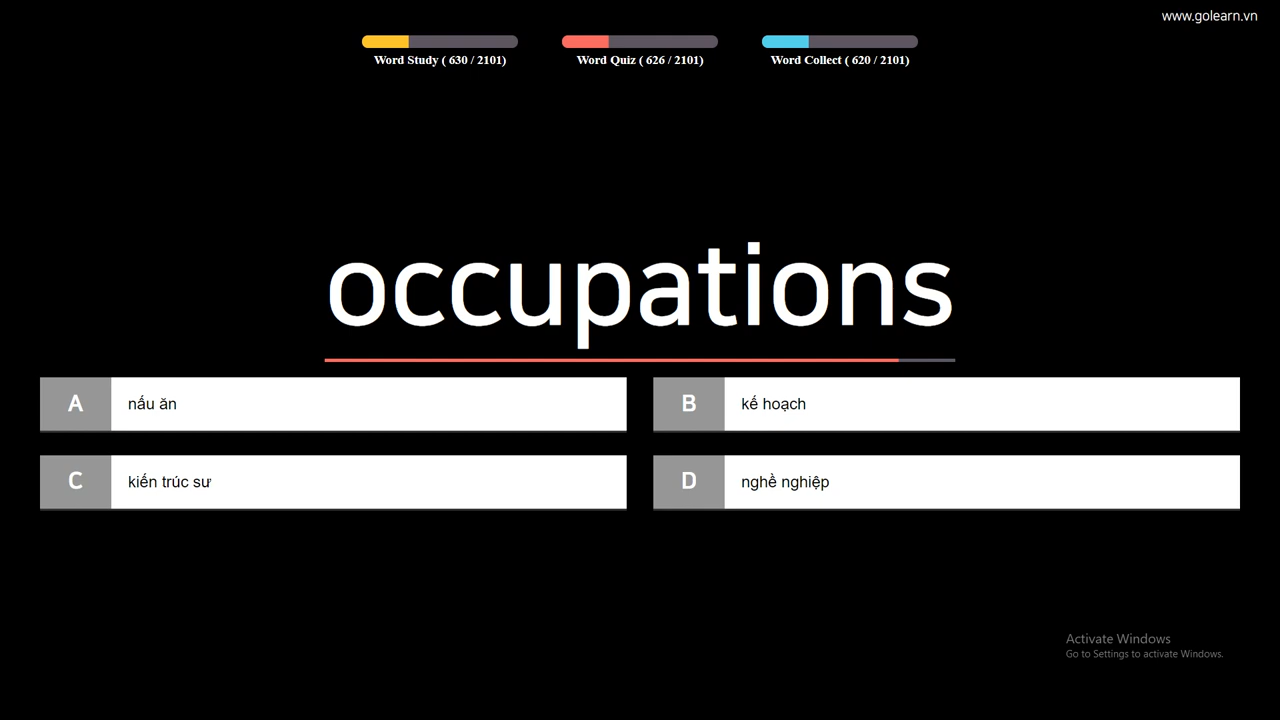 www.golearn.vn
Word Study ( 630 / 2101)
Word Quiz ( 626 / 2101)
Word Collect ( 620 / 2101)
occupations
A nấu ăn
B kế hoạch
C kiến trúc sư
D nghề nghiệp
Activate Windows
Go to Settings to activate Windows.